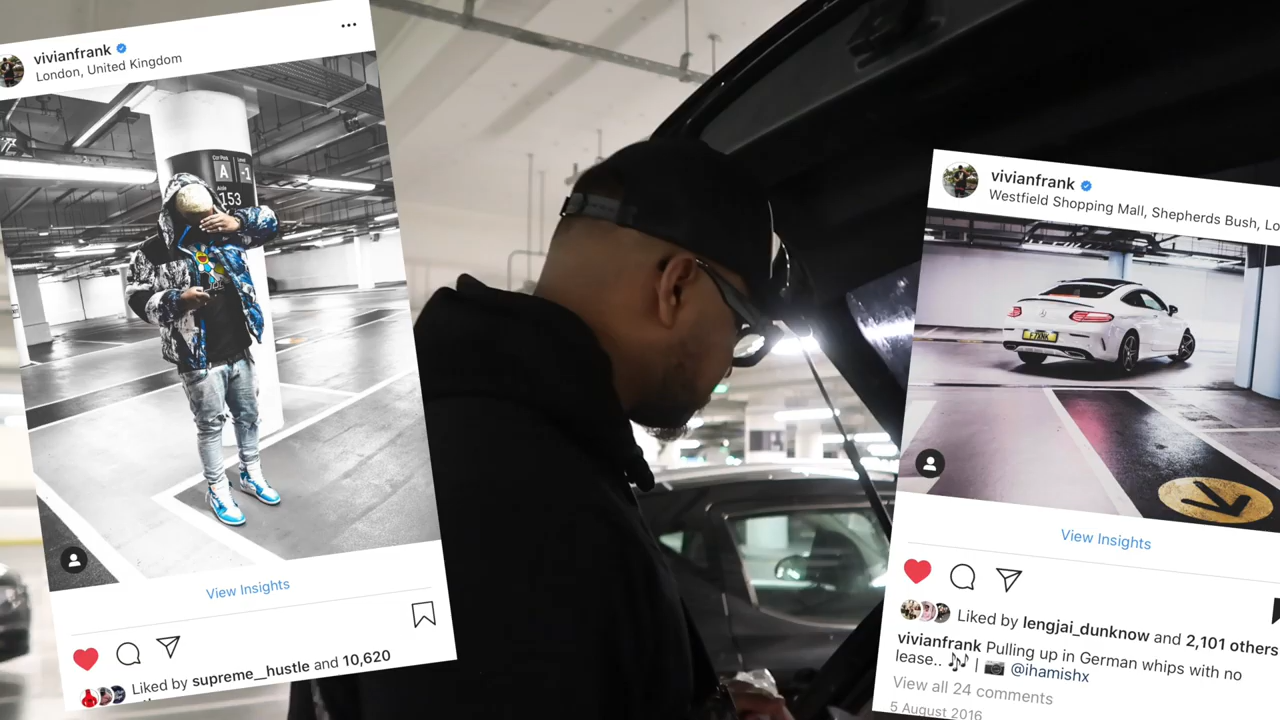 vivianfrank
London, United Kingdom
Car Park
Level
A
-1
Aisle
153
View Insights
Liked by supreme__hustle and 10,620
vivianfrank
Westfield Shopping Mall, Shepherds Bush, Lo
View Insights
Liked by lengjai_dunknow and 2,101 others
vivianfrank Pulling up in German whips with no
lease.. 🎶 | 📷 @ihamishx
View all 24 comments
5 August 2016